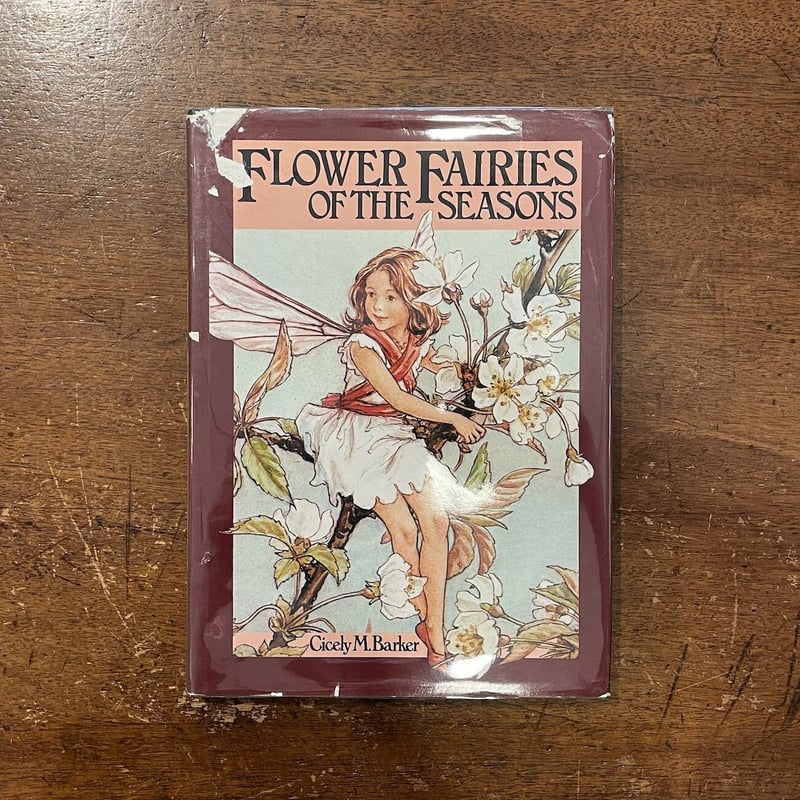 FLOWER FAIRIES
OF THE SEASONS
Cicely M. Barker